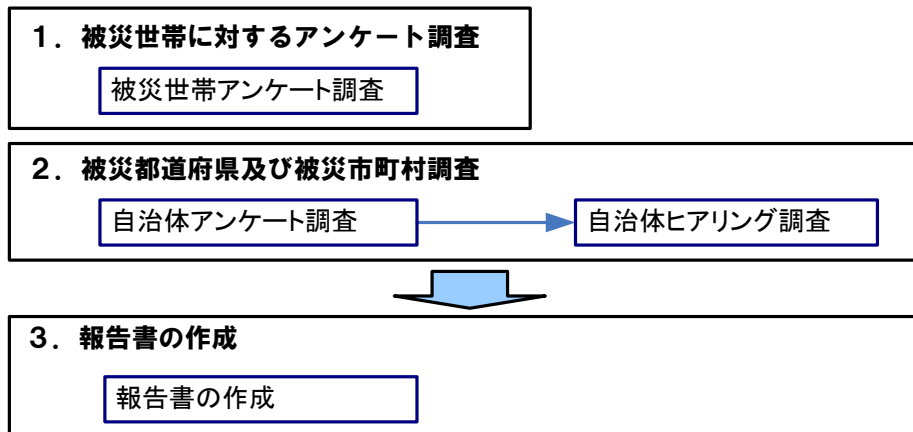 １．被災世帯に対するアンケート調査
被災世帯アンケート調査
２．被災都道府県及び被災市町村調査
自治体アンケート調査
自治体ヒアリング調査
３．報告書の作成
報告書の作成